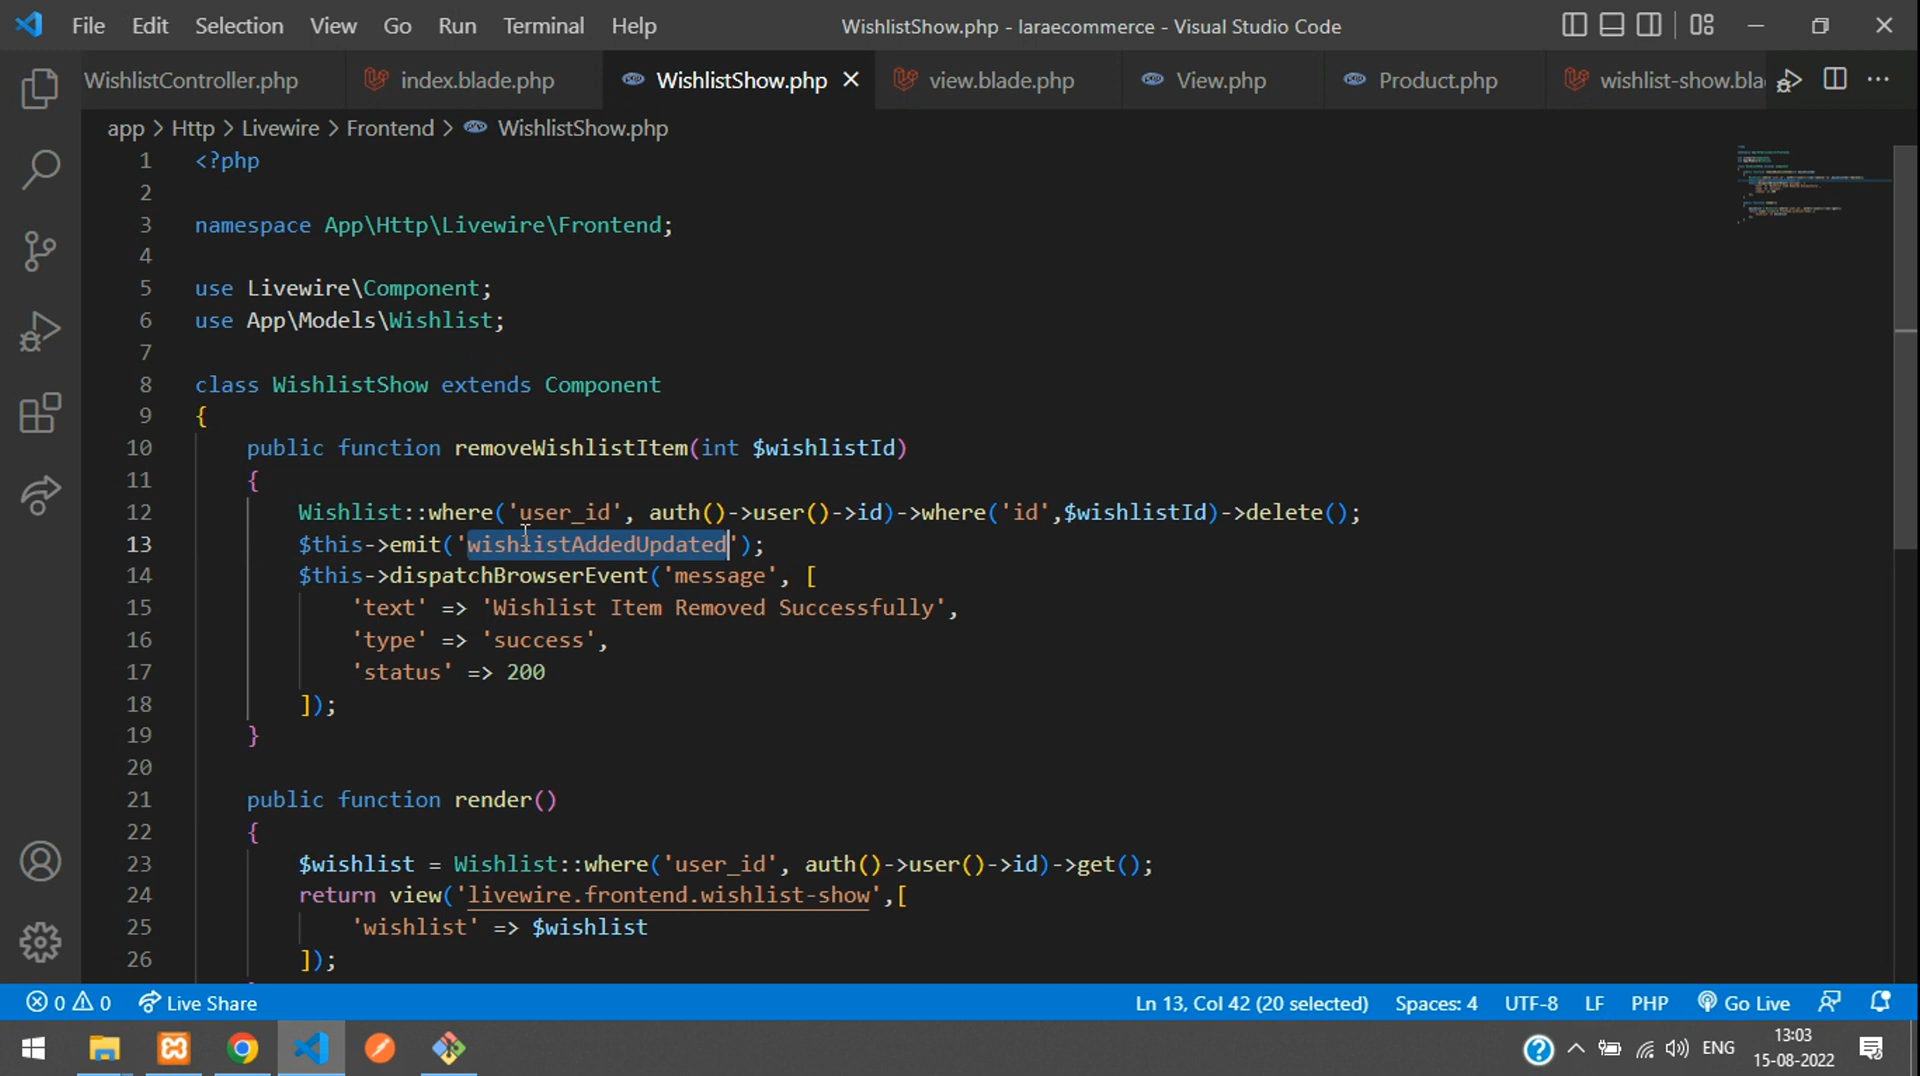 File Edit Selection View Go Run Terminal Help WishlistShow.php - laraecommerce - Visual Studio Code
WishlistController.php index.blade.php WishlistShow.php view.blade.php View.php Product.php wishlist-show.bla
app > Http > Livewire > Frontend > WishlistShow.php
1 <?php
2
3 namespace App\Http\Livewire\Frontend;
4
5 use Livewire\Component;
6 use App\Models\Wishlist;
7
8 class WishlistShow extends Component
9 {
10 public function removeWishlistItem(int $wishlistId)
11 {
12 Wishlist::where('user_id', auth()->user()->id)->where('id',$wishlistId)->delete();
13 $this->emit('wishlistAddedUpdated');
14 $this->dispatchBrowserEvent('message', [
15 'text' => 'Wishlist Item Removed Successfully',
16 'type' => 'success',
17 'status' => 200
18 ]);
19 }
20
21 public function render()
22 {
23 $wishlist = Wishlist::where('user_id', auth()->user()->id)->get();
24 return view('livewire.frontend.wishlist-show',[
25 'wishlist' => $wishlist
26 ]);
0 0 Live Share Ln 13, Col 42 (20 selected) Spaces: 4 UTF-8 LF PHP Go Live
ENG 13:03
15-08-2022